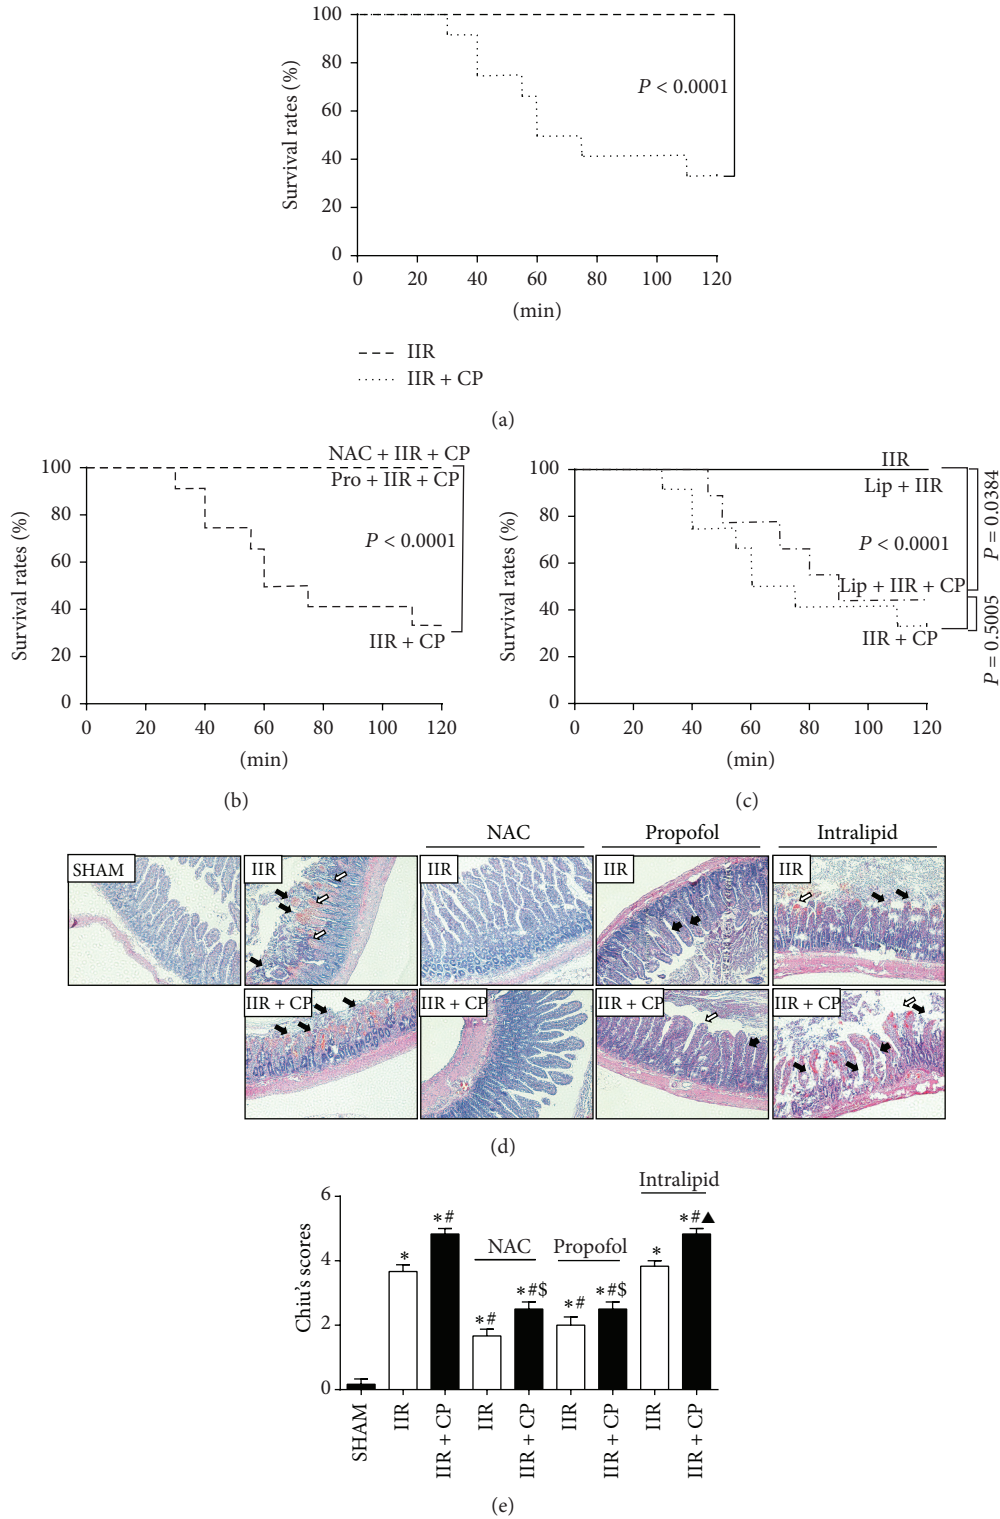 100
80
60
40
20
0
Survival rates (%)
P < 0.0001
0 20 40 60 80 100 120
(min)
IIR
IIR + CP
(a)
100
80
60
40
20
0
Survival rates (%)
NAC + IIR + CP
Pro + IIR + CP
P < 0.0001
IIR + CP
0 20 40 60 80 100 120
(min)
(b)
100
80
60
40
20
0
Survival rates (%)
IIR
Lip + IIR
P < 0.0001
Lip + IIR + CP
IIR + CP
P = 0.0384
P = 0.5005
0 20 40 60 80 100 120
(min)
(c)
NAC Propofol Intralipid
SHAM IIR IIR IIR IIR
IIR + CP IIR + CP IIR + CP IIR + CP
(d)
6
4
2
0
Chiu's scores
Intralipid
NAC Propofol
* *# *# *#$ *# *#$ * *#▲
SHAM
IIR
IIR + CP
IIR
IIR + CP
IIR
IIR + CP
IIR
IIR + CP
(e)